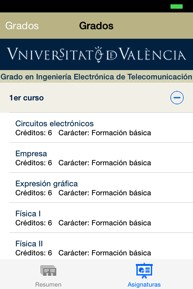 Grados
Grados
VNIVERSITATDVALÈNCIA
Grado en Ingeniería Electrónica de Telecomunicación
1er curso
Circuitos electrónicos
Créditos: 6 Carácter: Formación básica
Empresa
Créditos: 6 Carácter: Formación básica
Expresión gráfica
Créditos: 6 Carácter: Formación básica
Física I
Créditos: 6 Carácter: Formación básica
Física II
Créditos: 6 Carácter: Formación básica
Resumen
Asignaturas